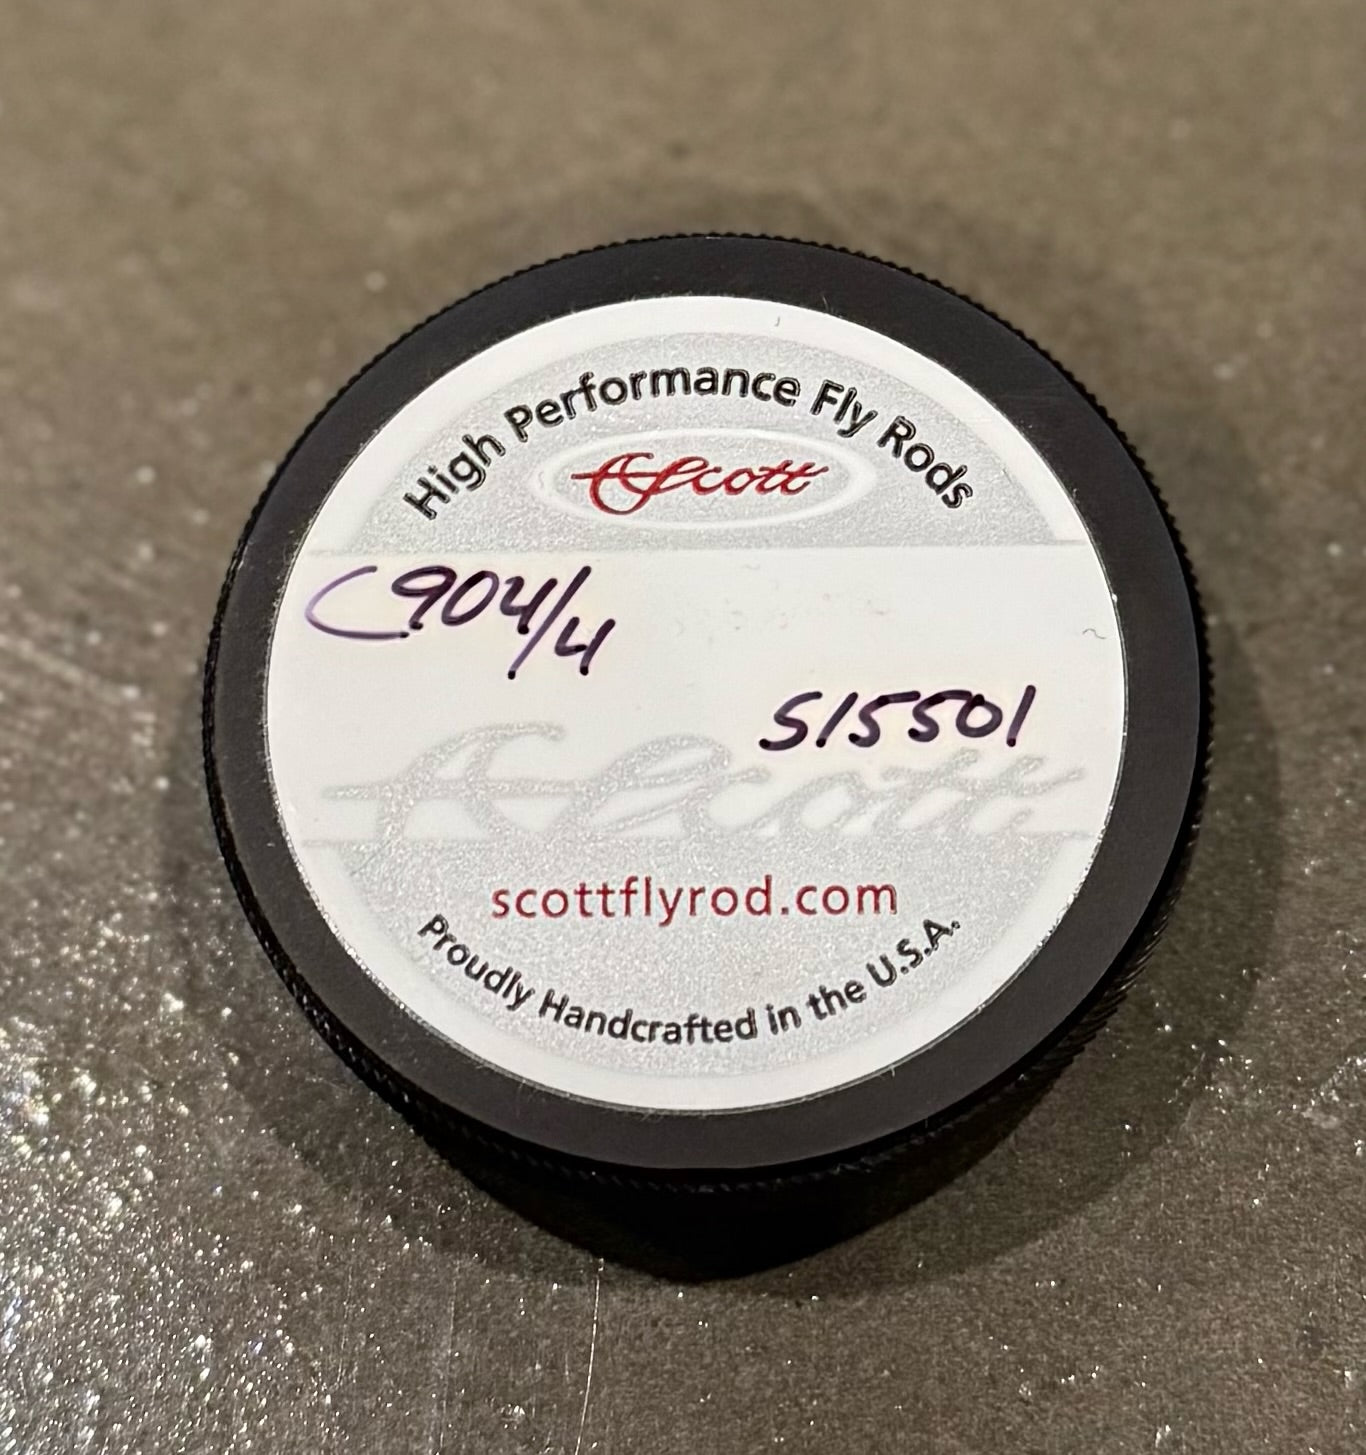 High Performance Fly Rods
Scott
C904/4
S15501
Scott
scottflyrod.com
Proudly Handcrafted in the U.S.A.